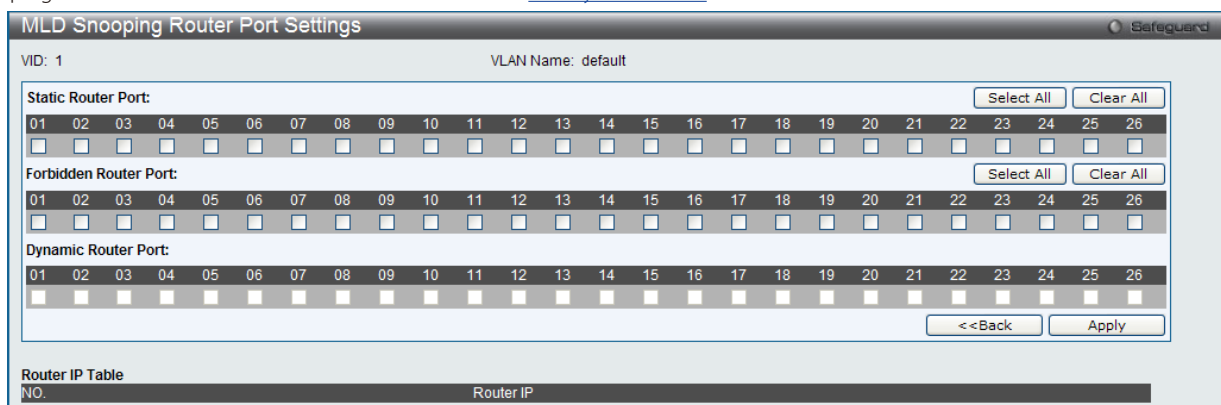 MLD Snooping Router Port Settings
Safeguard
VID: 1 VLAN Name: default
Static Router Port: Select All Clear All
01 02 03 04 05 06 07 08 09 10 11 12 13 14 15 16 17 18 19 20 21 22 23 24 25 26
Forbidden Router Port: Select All Clear All
01 02 03 04 05 06 07 08 09 10 11 12 13 14 15 16 17 18 19 20 21 22 23 24 25 26
Dynamic Router Port:
01 02 03 04 05 06 07 08 09 10 11 12 13 14 15 16 17 18 19 20 21 22 23 24 25 26
<<Back Apply
Router IP Table
NO. Router IP